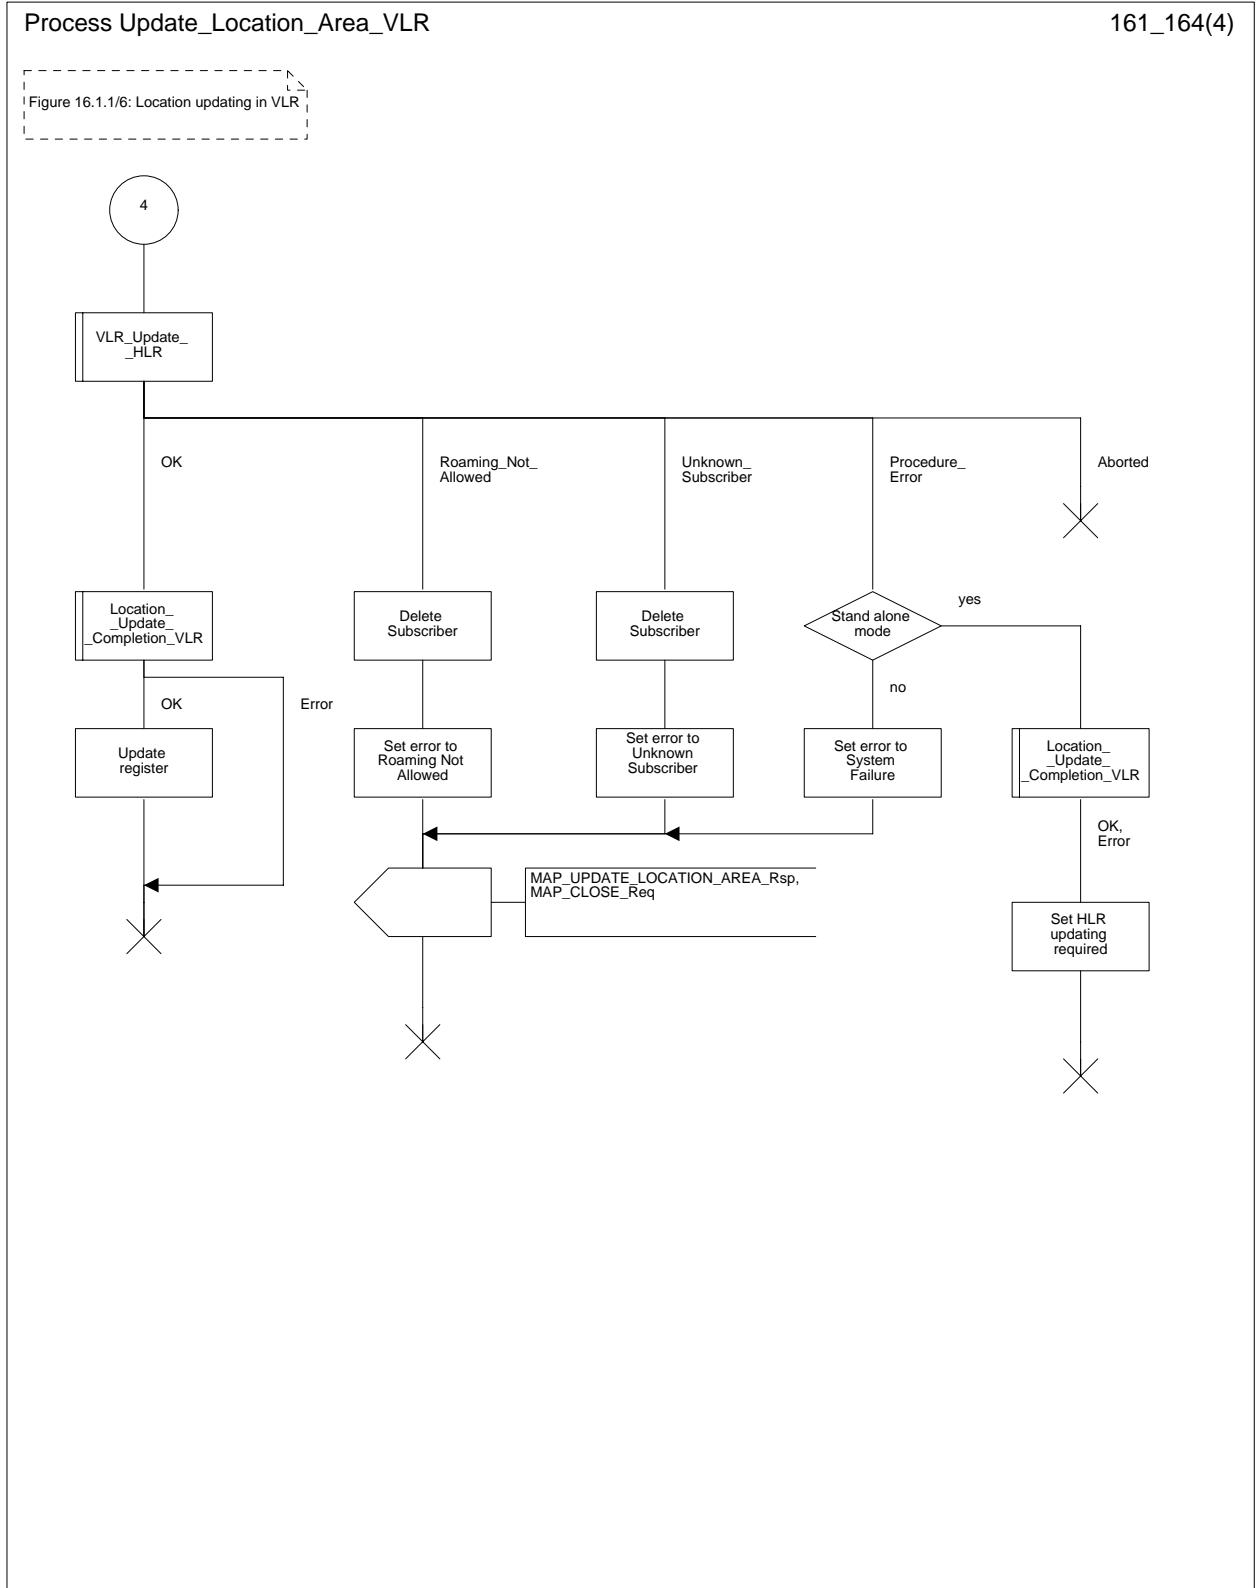 Process Update_Location_Area_VLR
161_164(4)
Figure 16.1.1/6: Location updating in VLR
4
VLR_Update_
_HLR
OK
Roaming_Not_
Allowed
Unknown_
Subscriber
Procedure_
Error
Aborted
Location_
_Update_
_Completion_VLR
Delete
Subscriber
Delete
Subscriber
Stand alone
mode
yes
no
OK
Error
Update
register
Set error to
Roaming Not
Allowed
Set error to
Unknown
Subscriber
Set error to
System
Failure
Location_
_Update_
_Completion_VLR
OK,
Error
MAP_UPDATE_LOCATION_AREA_Rsp,
MAP_CLOSE_Req
Set HLR
updating
required